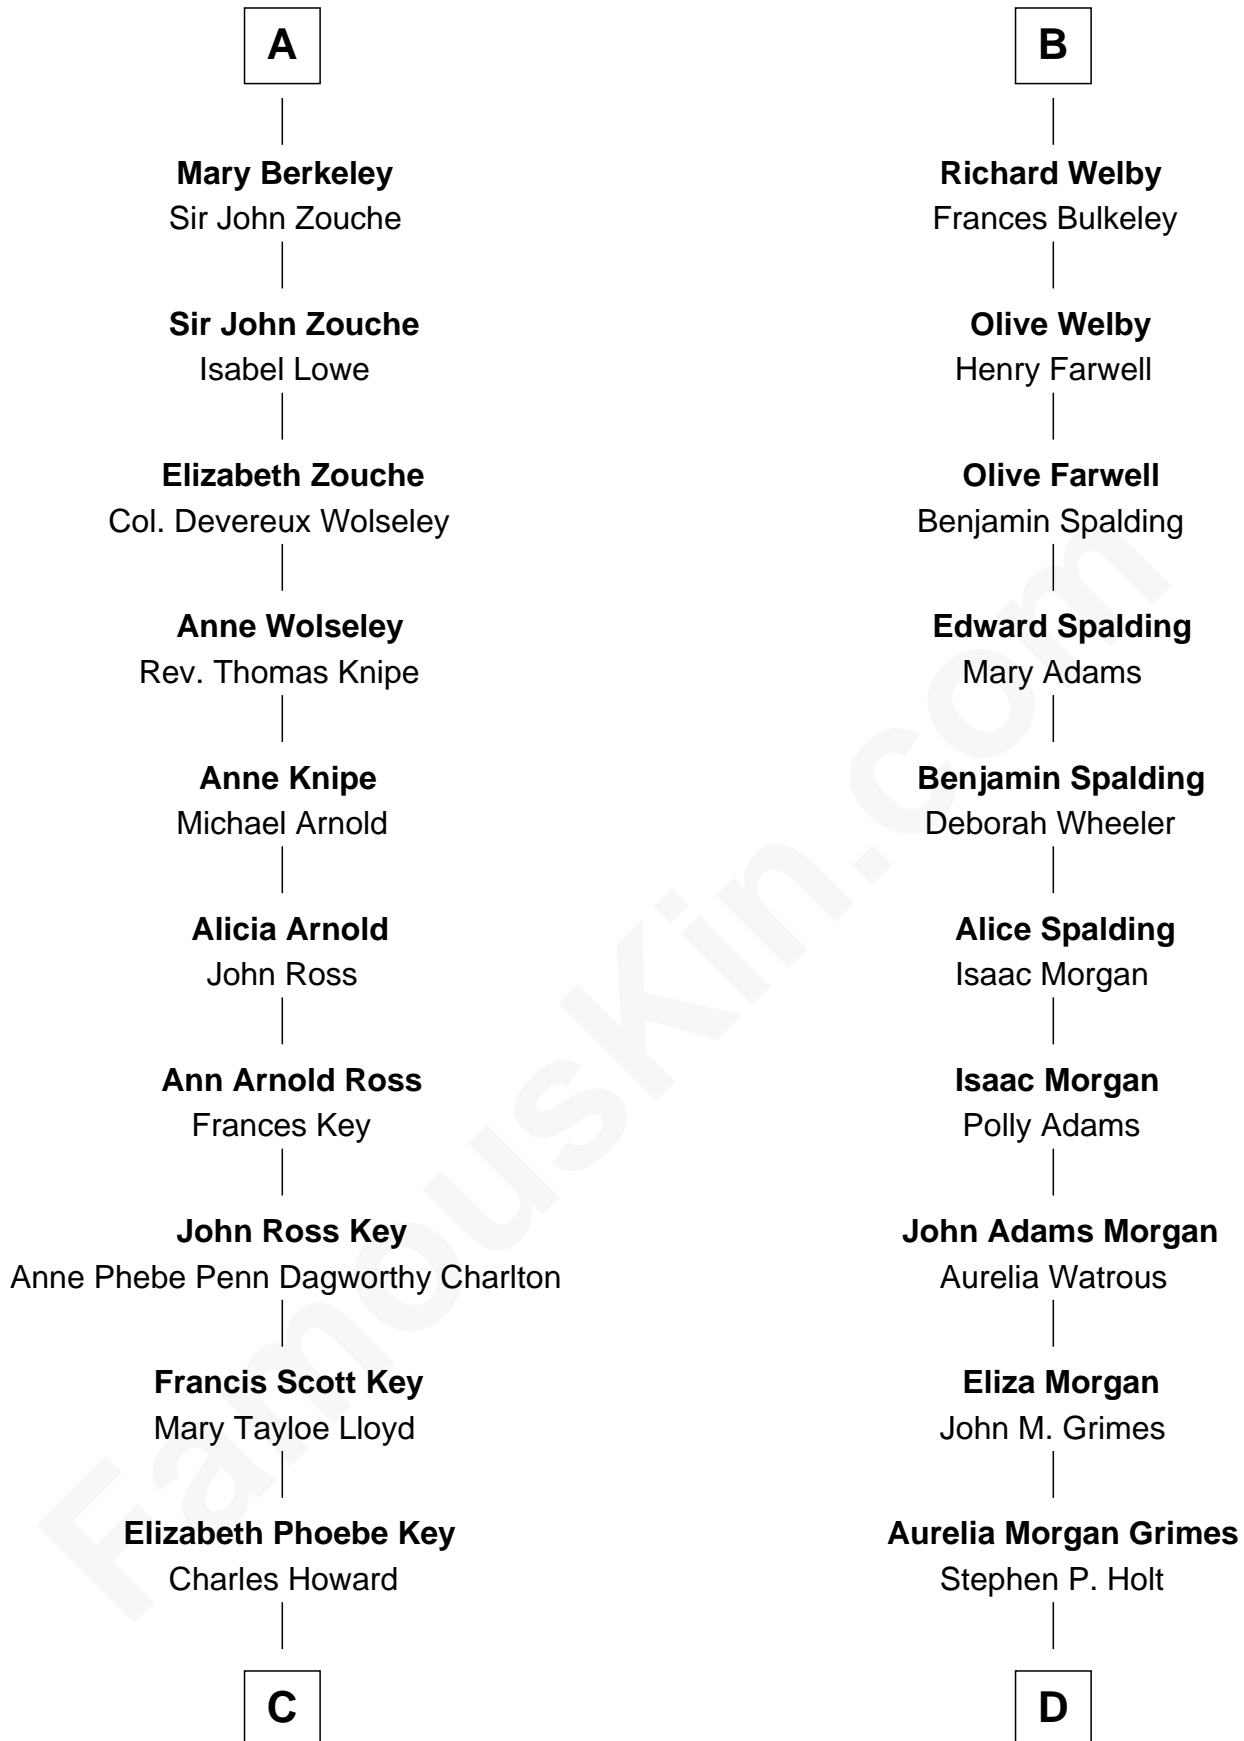 A
Mary Berkeley
Sir John Zouche
Sir John Zouche
Isabel Lowe
Elizabeth Zouche
Col. Devereux Wolseley
Anne Wolseley
Rev. Thomas Knipe
Anne Knipe
Michael Arnold
Alicia Arnold
John Ross
Ann Arnold Ross
Frances Key
John Ross Key
Anne Phebe Penn Dagworthy Charlton
Francis Scott Key
Mary Tayloe Lloyd
Elizabeth Phoebe Key
Charles Howard
C
B
Richard Welby
Frances Bulkeley
Olive Welby
Henry Farwell
Olive Farwell
Benjamin Spalding
Edward Spalding
Mary Adams
Benjamin Spalding
Deborah Wheeler
Alice Spalding
Isaac Morgan
Isaac Morgan
Polly Adams
John Adams Morgan
Aurelia Watrous
Eliza Morgan
John M. Grimes
Aurelia Morgan Grimes
Stephen P. Holt
D
FamousKin.com